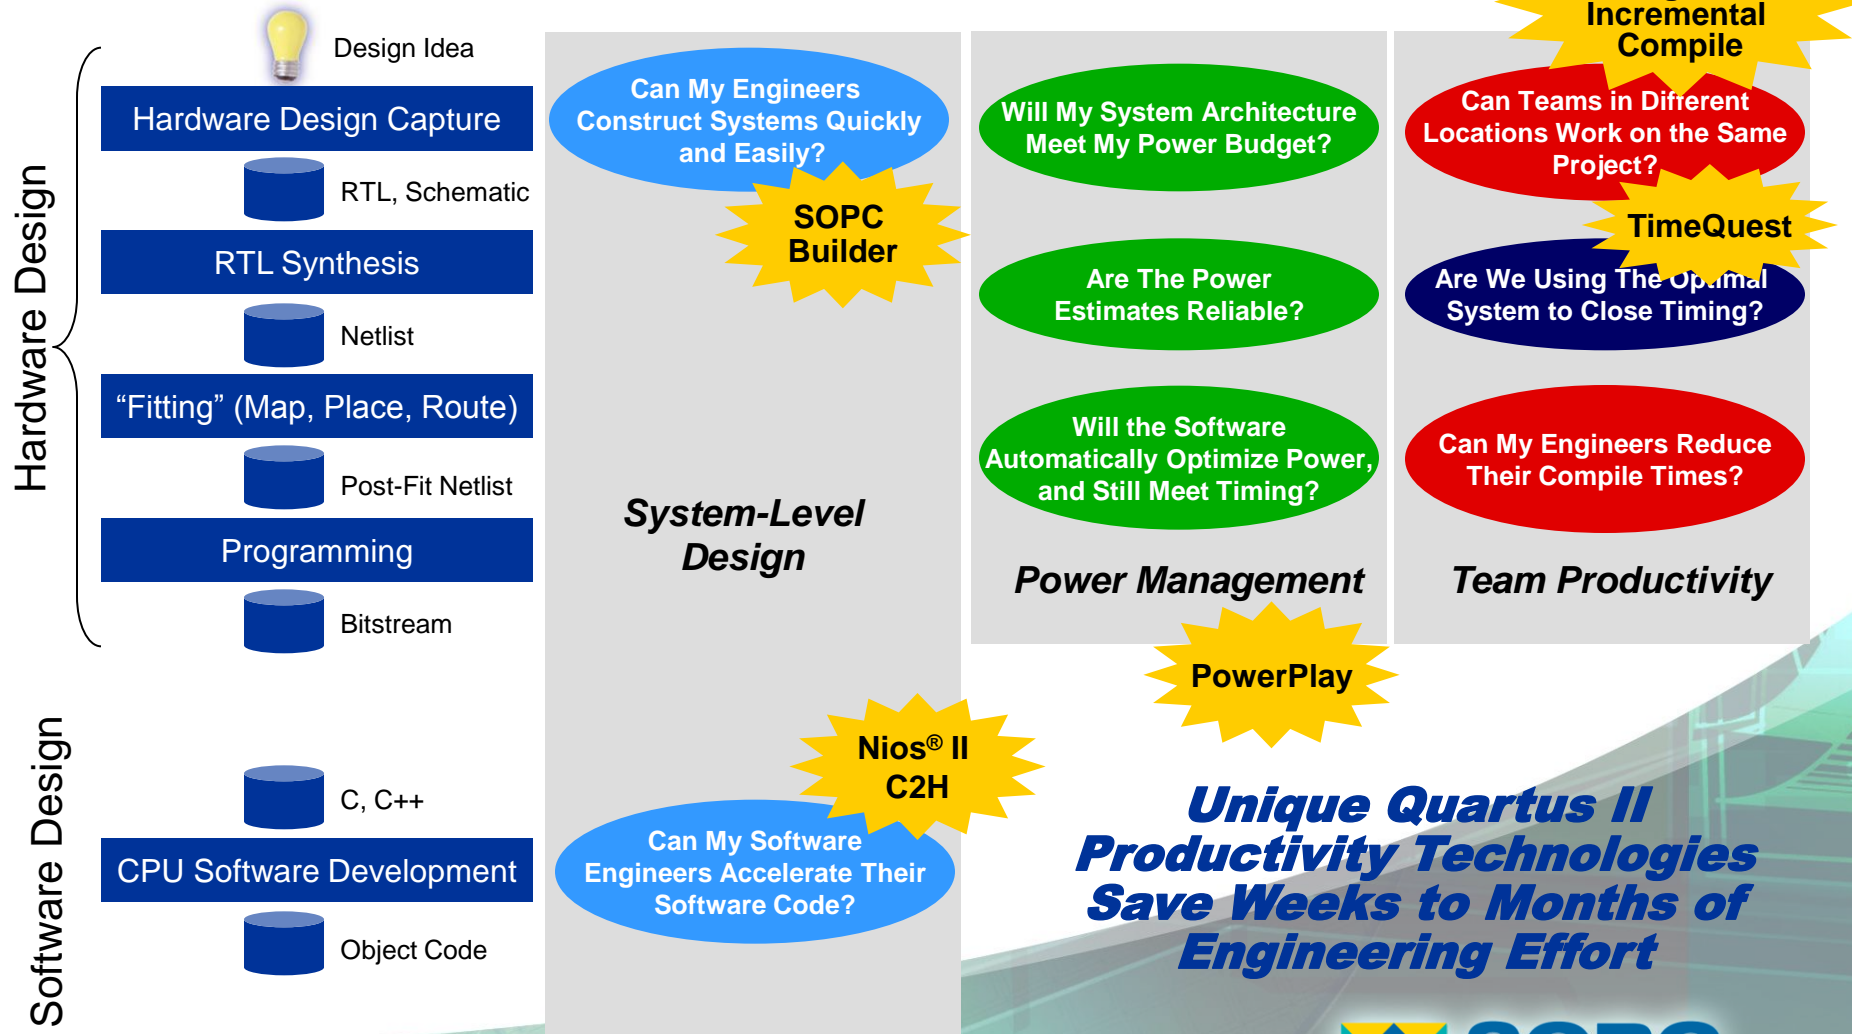 Design Idea
Hardware Design
Hardware Design Capture
RTL, Schematic
RTL Synthesis
Netlist
“Fitting” (Map, Place, Route)
Post-Fit Netlist
Programming
Bitstream
Software Design
C, C++
CPU Software Development
Object Code
Can My Engineers
Construct Systems Quickly
and Easily?
SOPC
Builder
System-Level
Design
Nios® II
C2H
Can My Software
Engineers Accelerate Their
Software Code?
Will My System Architecture
Meet My Power Budget?
Are The Power
Estimates Reliable?
Will the Software
Automatically Optimize Power,
and Still Meet Timing?
Power Management
PowerPlay
Incremental
Compile
Can Teams in Different
Locations Work on the Same
Project?
TimeQuest
Are We Using The Optimal
System to Close Timing?
Can My Engineers Reduce
Their Compile Times?
Team Productivity
Unique Quartus II
Productivity Technologies
Save Weeks to Months of
Engineering Effort
SOPC